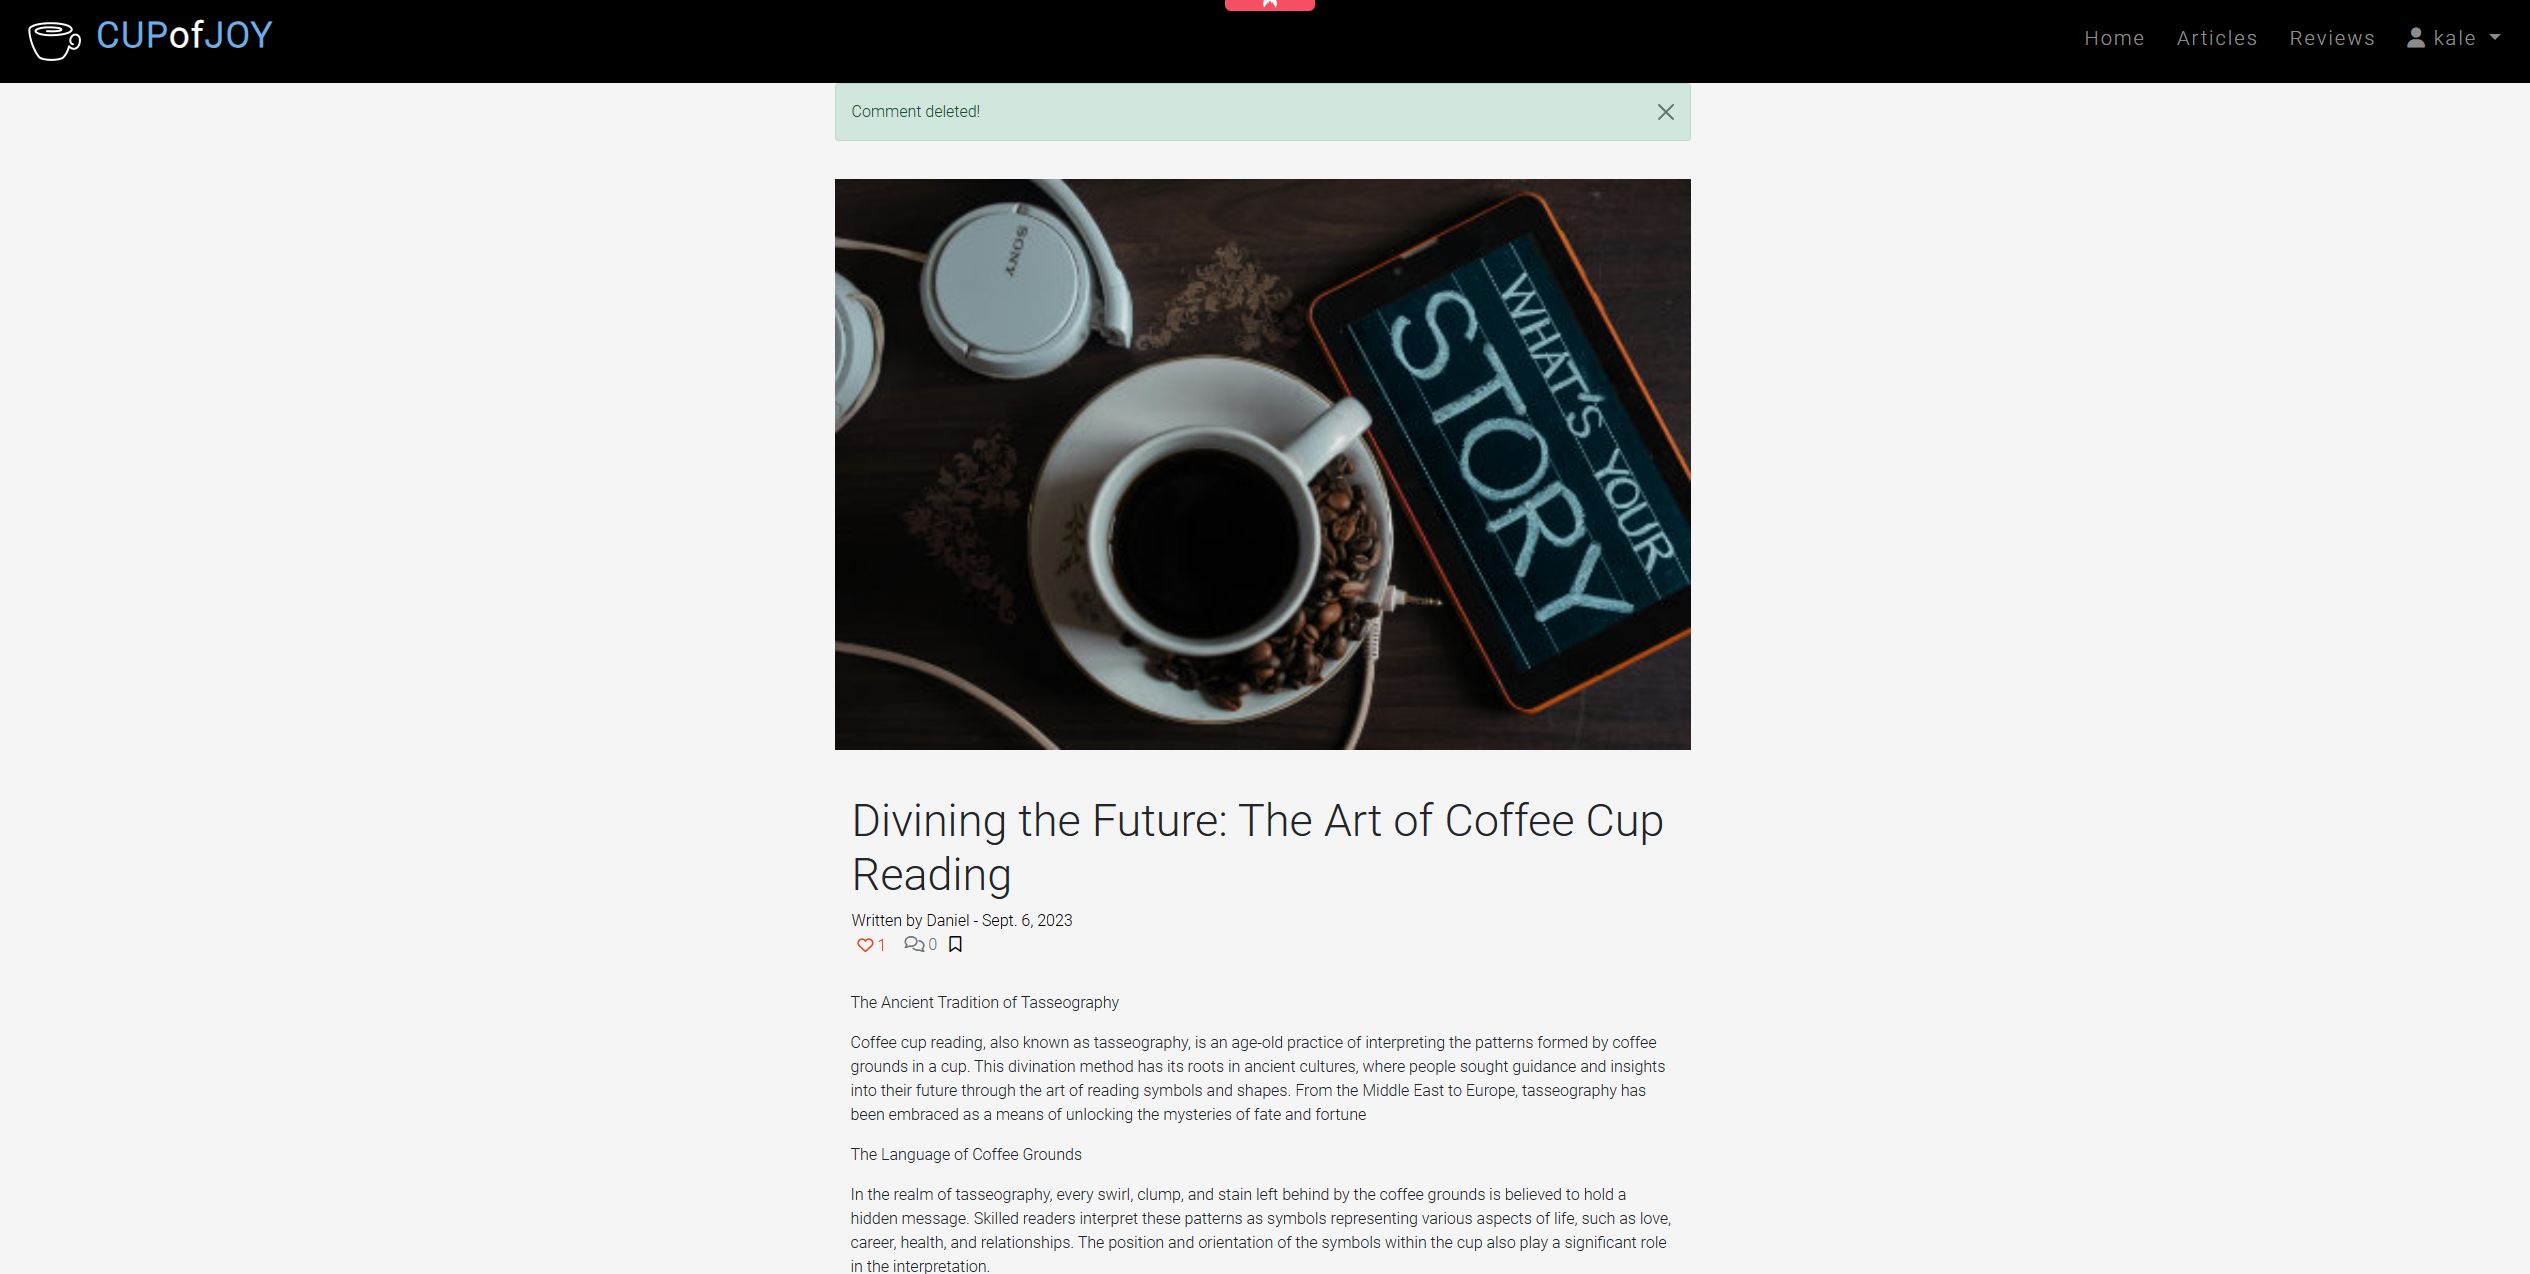 CUPofJOY
Home Articles Reviews kale
Comment deleted!
SONY
WHAT'S YOUR
STORY
Divining the Future: The Art of Coffee Cup
Reading
Written by Daniel - Sept. 6, 2023
1 0
The Ancient Tradition of Tasseography
Coffee cup reading, also known as tasseography, is an age-old practice of interpreting the patterns formed by coffee
grounds in a cup. This divination method has its roots in ancient cultures, where people sought guidance and insights
into their future through the art of reading symbols and shapes. From the Middle East to Europe, tasseography has
been embraced as a means of unlocking the mysteries of fate and fortune
The Language of Coffee Grounds
In the realm of tasseography, every swirl, clump, and stain left behind by the coffee grounds is believed to hold a
hidden message. Skilled readers interpret these patterns as symbols representing various aspects of life, such as love,
career, health, and relationships. The position and orientation of the symbols within the cup also play a significant role
in the interpretation.